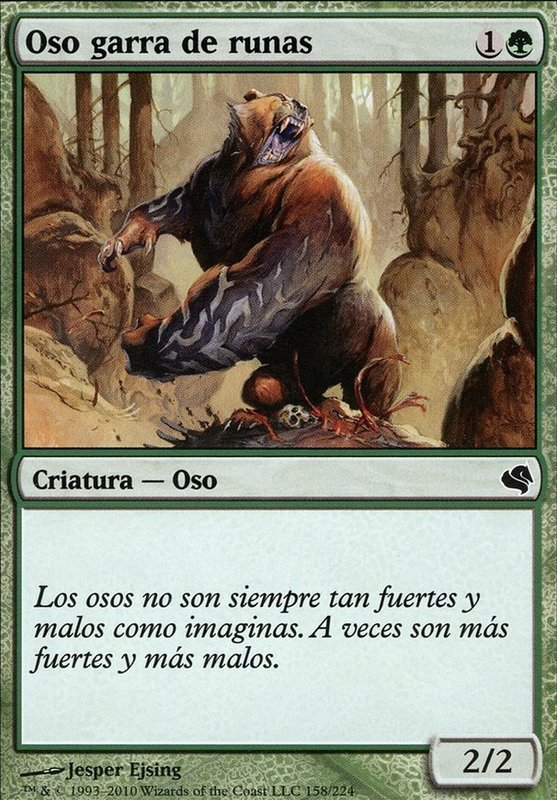 Oso garra de runas 1
Criatura — Oso
Los osos no son siempre tan fuertes y
malos como imaginas. A veces son más
fuertes y más malos.
Jesper Ejsing
2/2
™ & © 1993–2010 Wizards of the Coast LLC 158/224